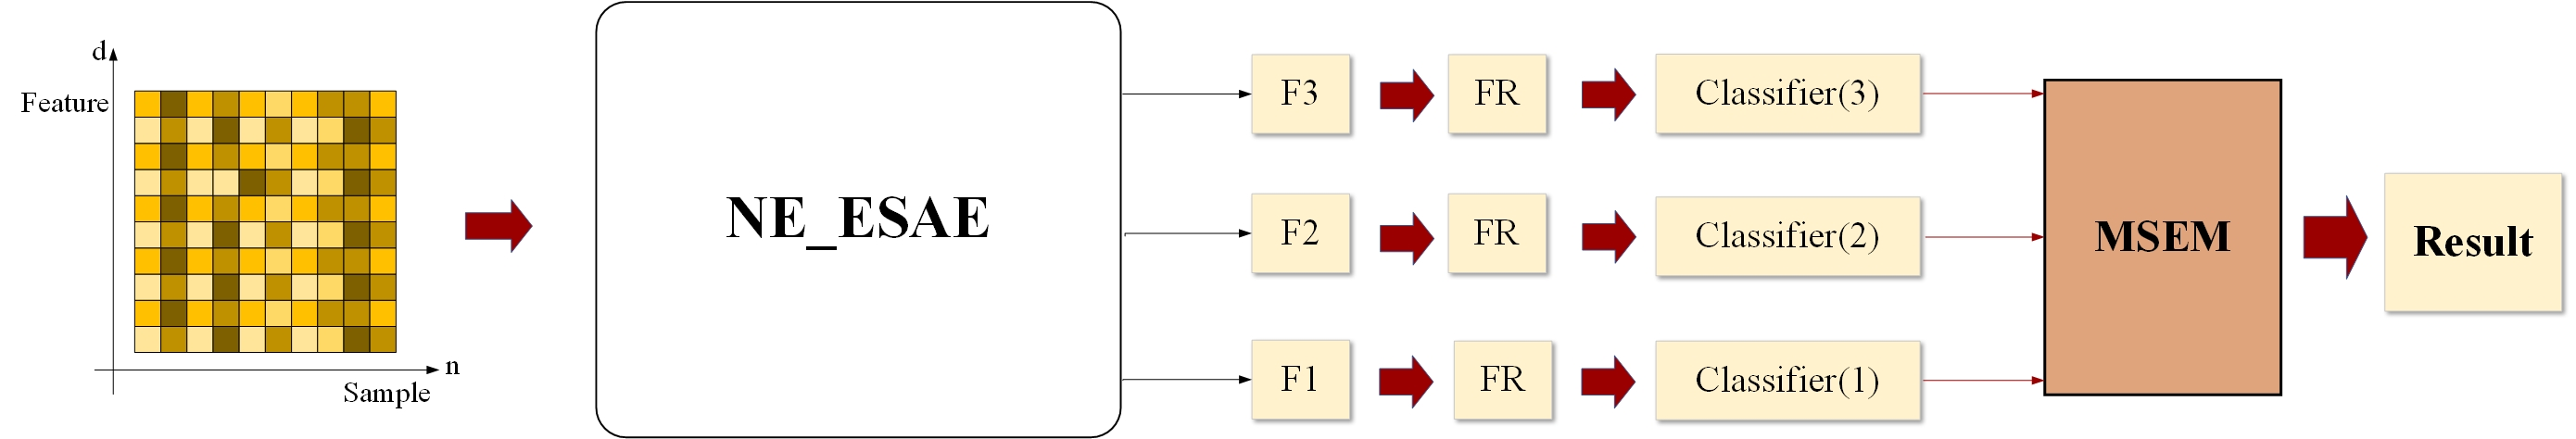 d
Feature
n
Sample
NE_ESAE
F3
FR
Classifier(3)
F2
FR
Classifier(2)
F1
FR
Classifier(1)
MSEM
Result